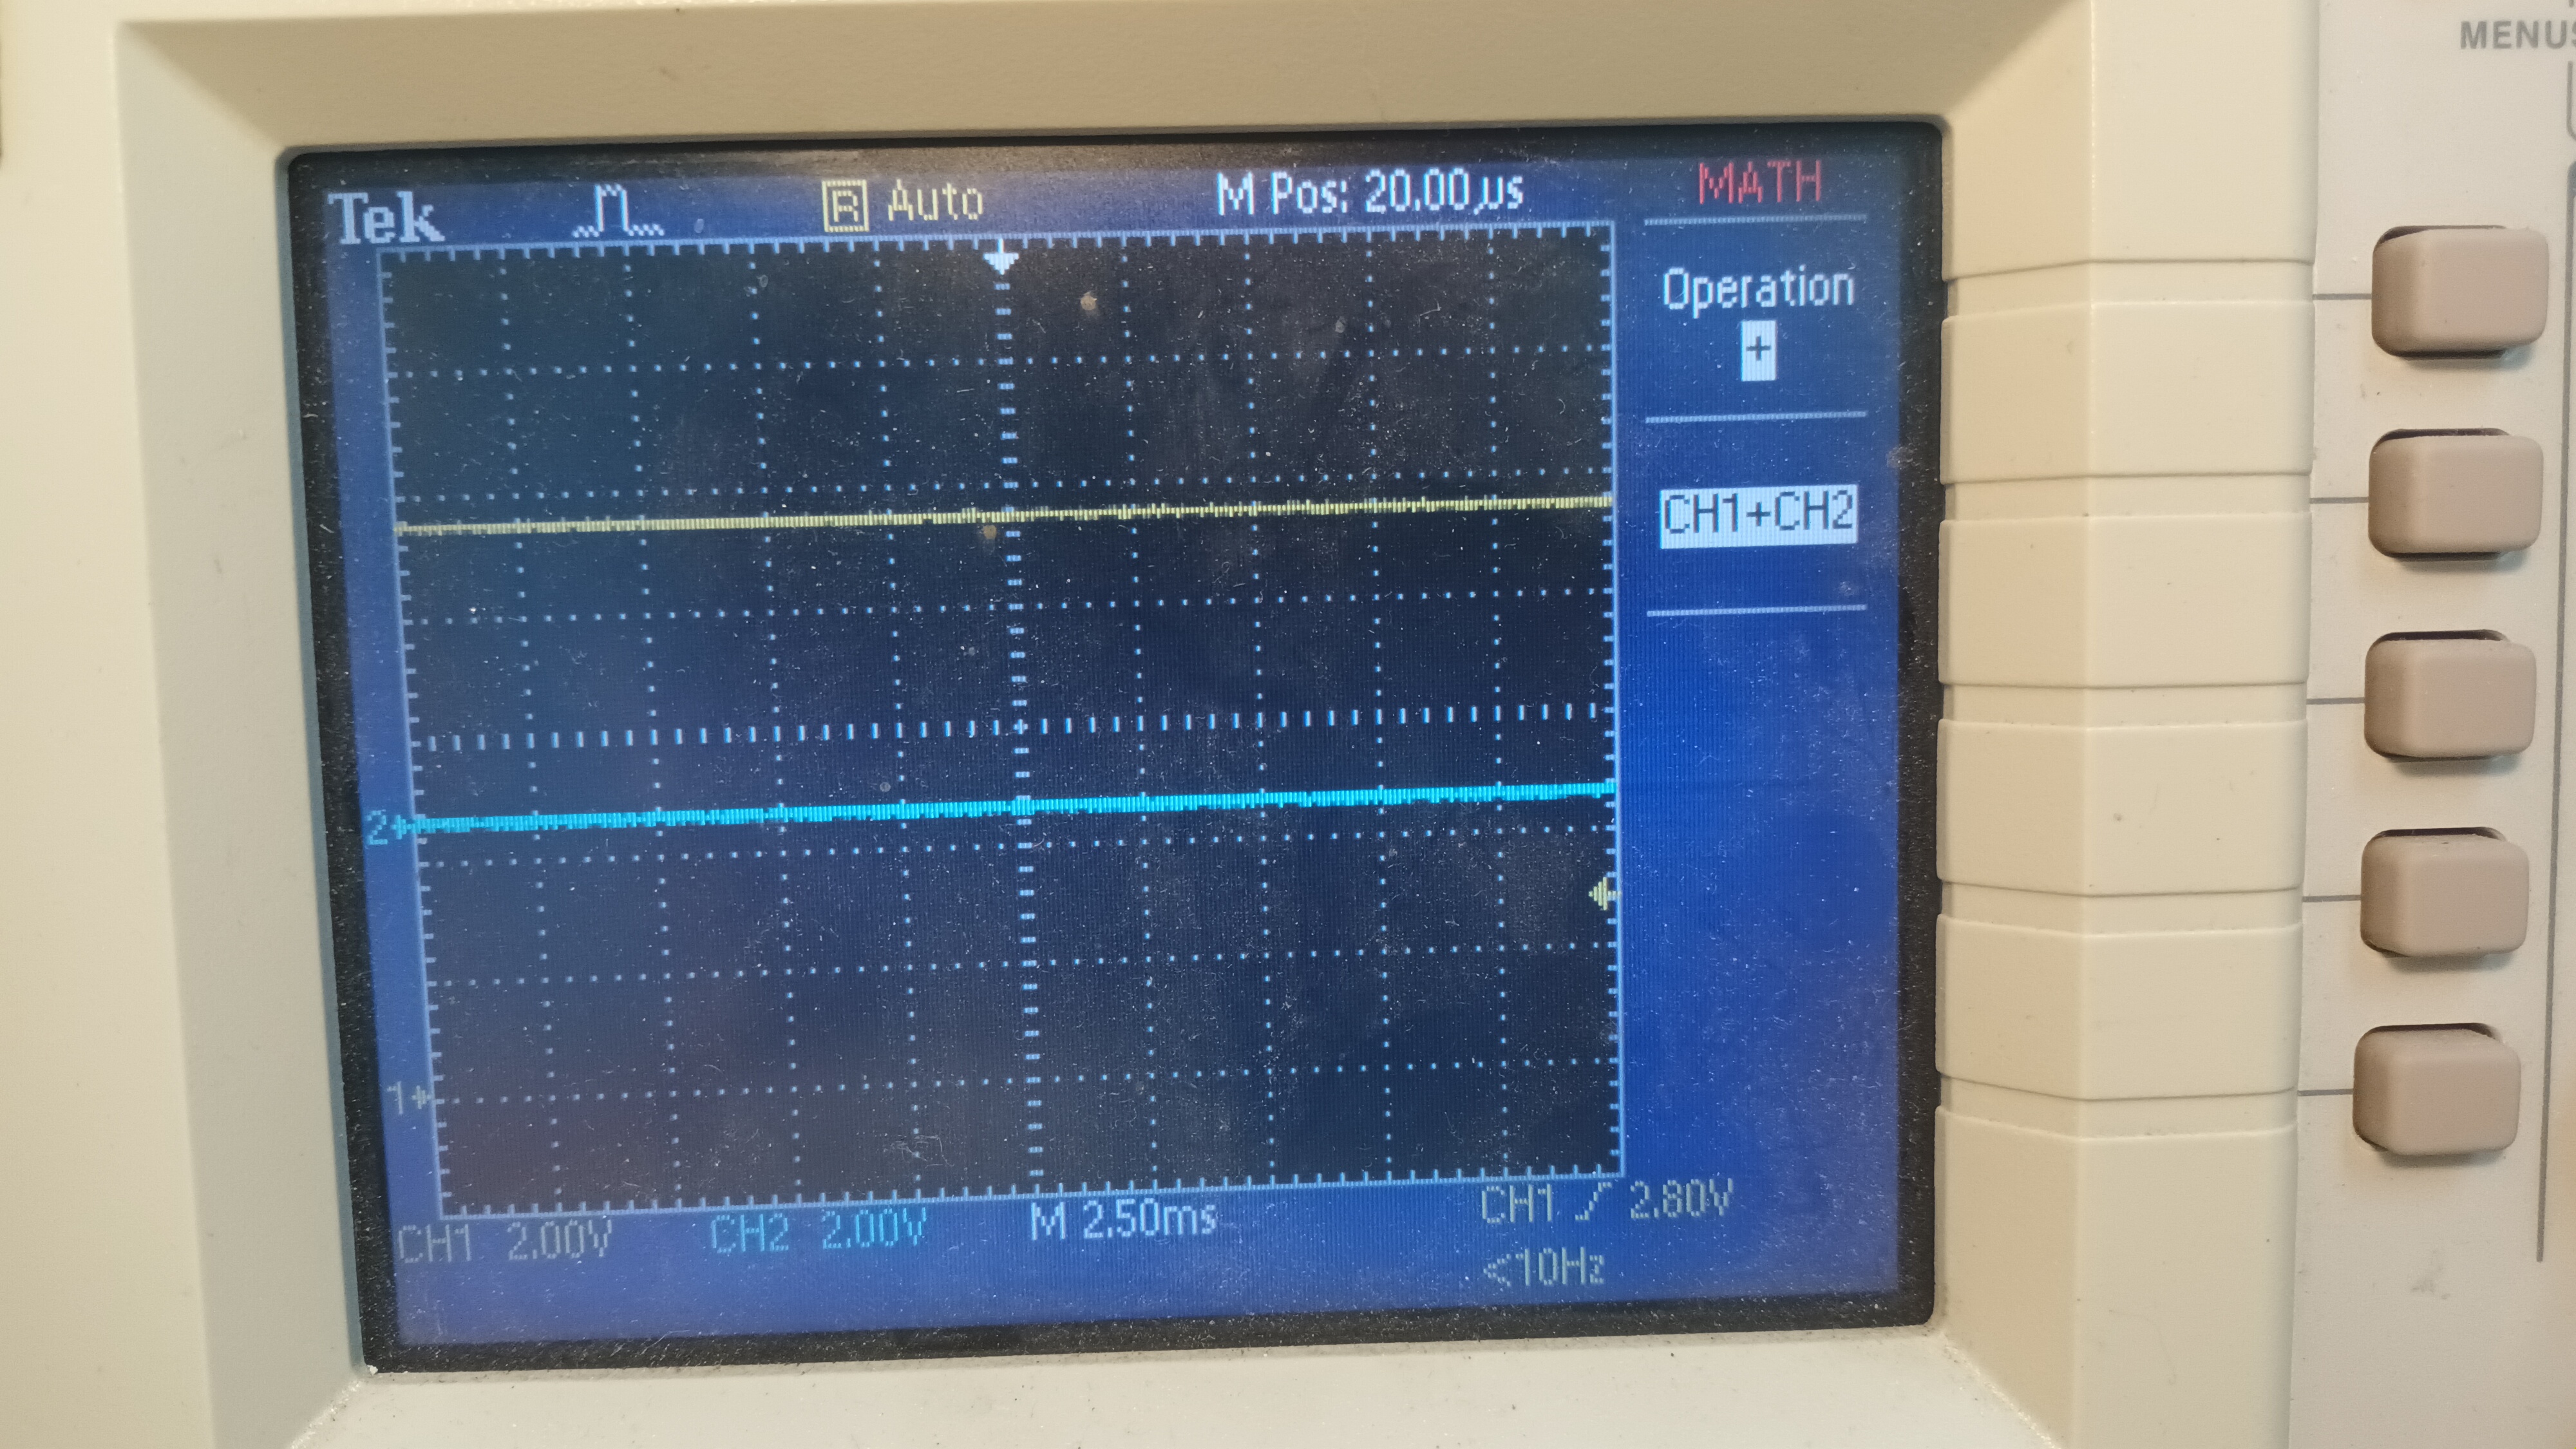 MENUS
Tek R Auto M Pos: 20.00µs MATH
Operation
+
CH1+CH2
2
1
CH1 2.00V CH2 2.00V M 2.50ms CH1 2.80V
<10Hz